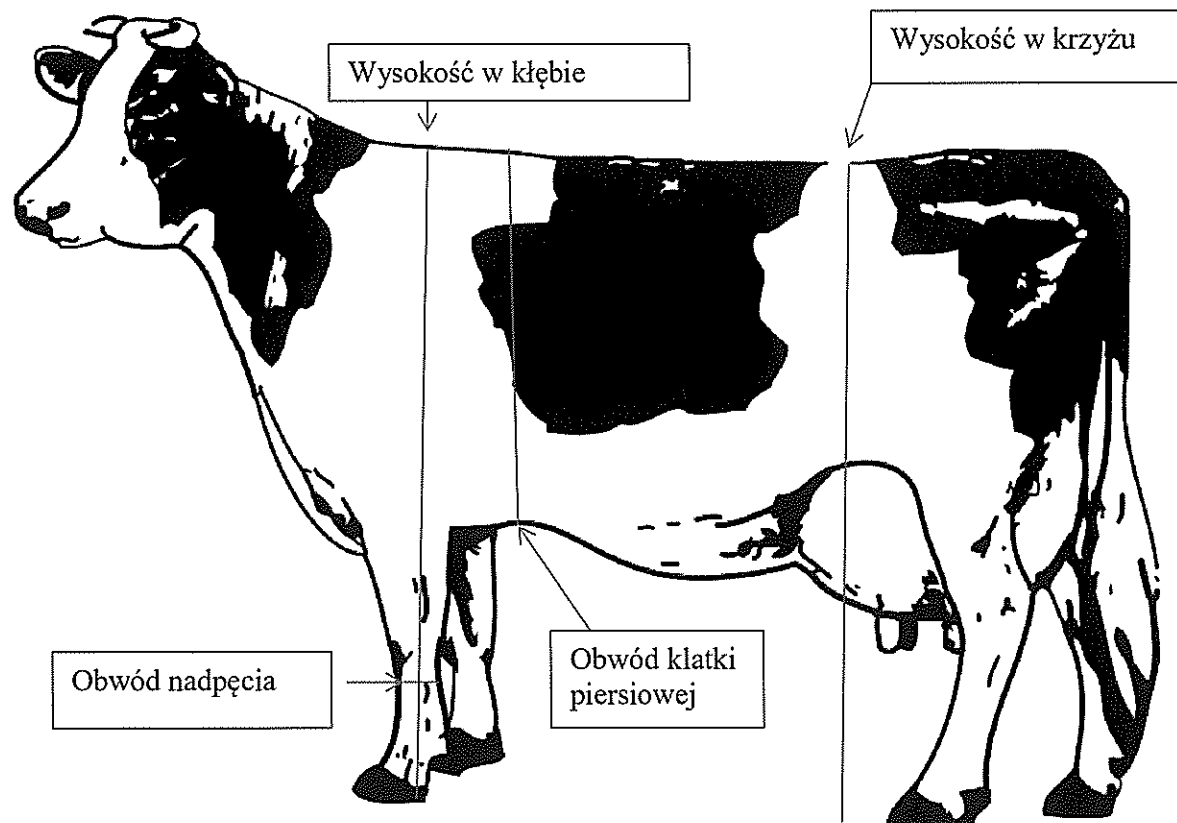 Wysokość w krzyżu
Wysokość w kłębie
Obwód nadpęcia
Obwód klatki
piersiowej